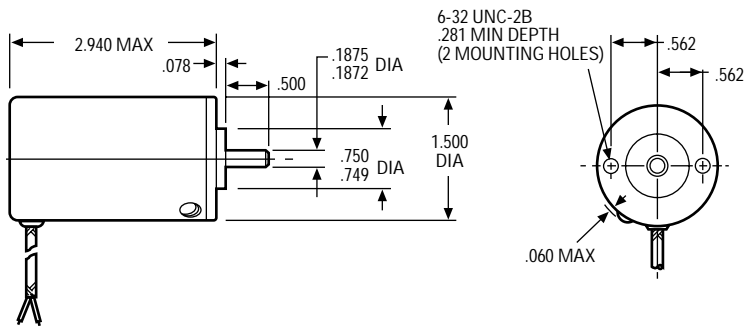 2.940 MAX
.078
.500
.1875
.1872
DIA
.750
.749
DIA
1.500
DIA
6-32 UNC-2B
.281 MIN DEPTH
(2 MOUNTING HOLES)
.562
.562
.060 MAX